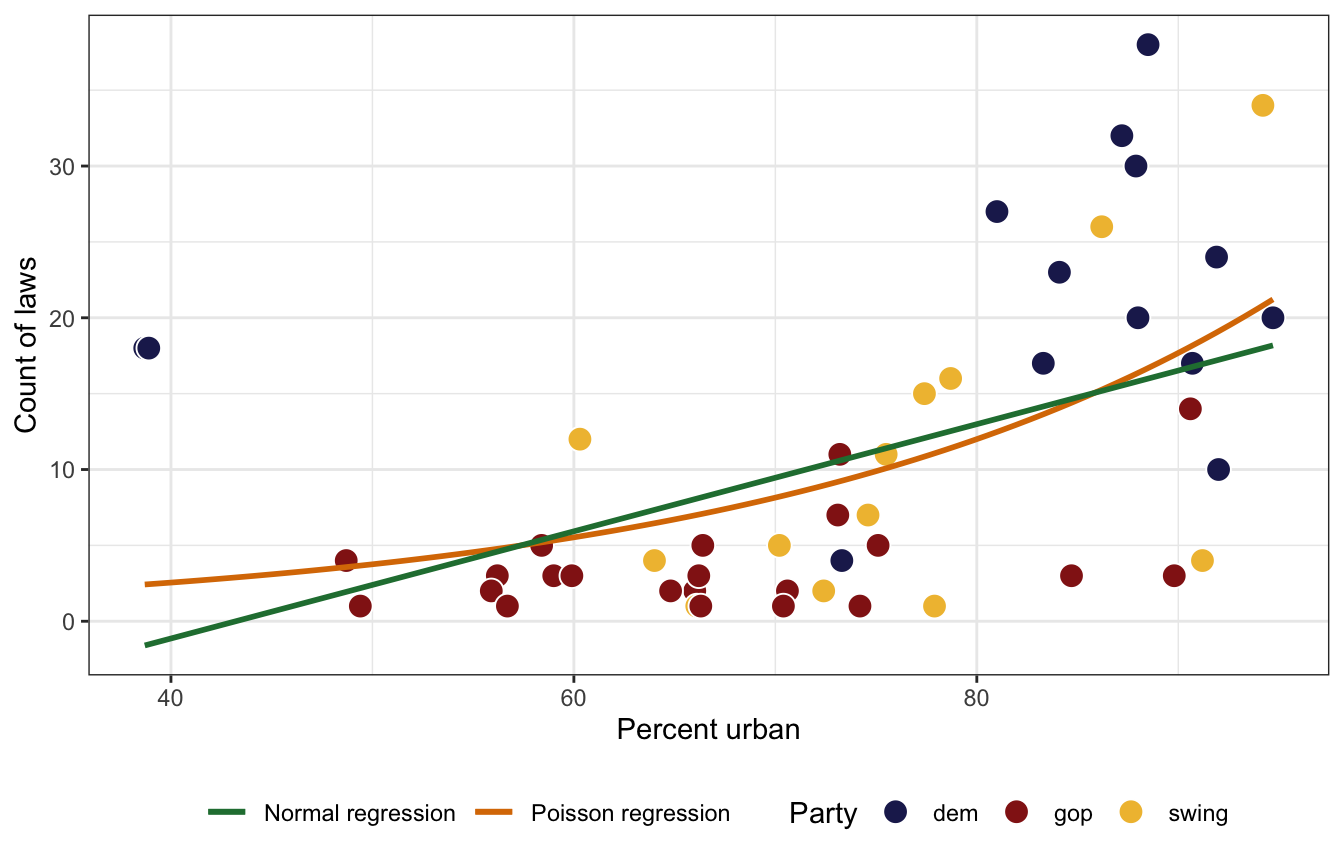 Count of laws
30
20
10
0
40 60 80
Percent urban
Normal regression Poisson regression Party dem gop swing